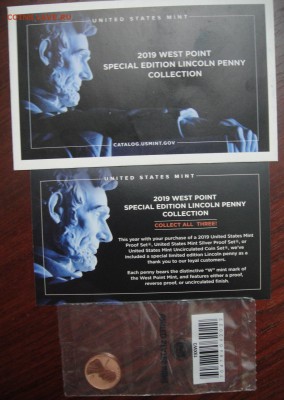 UNITED STATES MINT
2019 WEST POINT
SPECIAL EDITION LINCOLN PENNY
COLLECTION
CATALOG.USMINT.GOV
UNITED STATES MINT
2019 WEST POINT
SPECIAL EDITION LINCOLN PENNY
COLLECTION
COLLECT ALL THREE!
This year with your purchase of a 2019 United States Mint
Proof Set®, United States Mint Silver Proof Set®, or
United States Mint Uncirculated Coin Set®, we've
included a special limited edition Lincoln penny as a
thank you to our loyal customers.
Each penny bears the distinctive "W" mint mark of
the West Point Mint, and features either a proof,
reverse proof, or uncirculated finish.